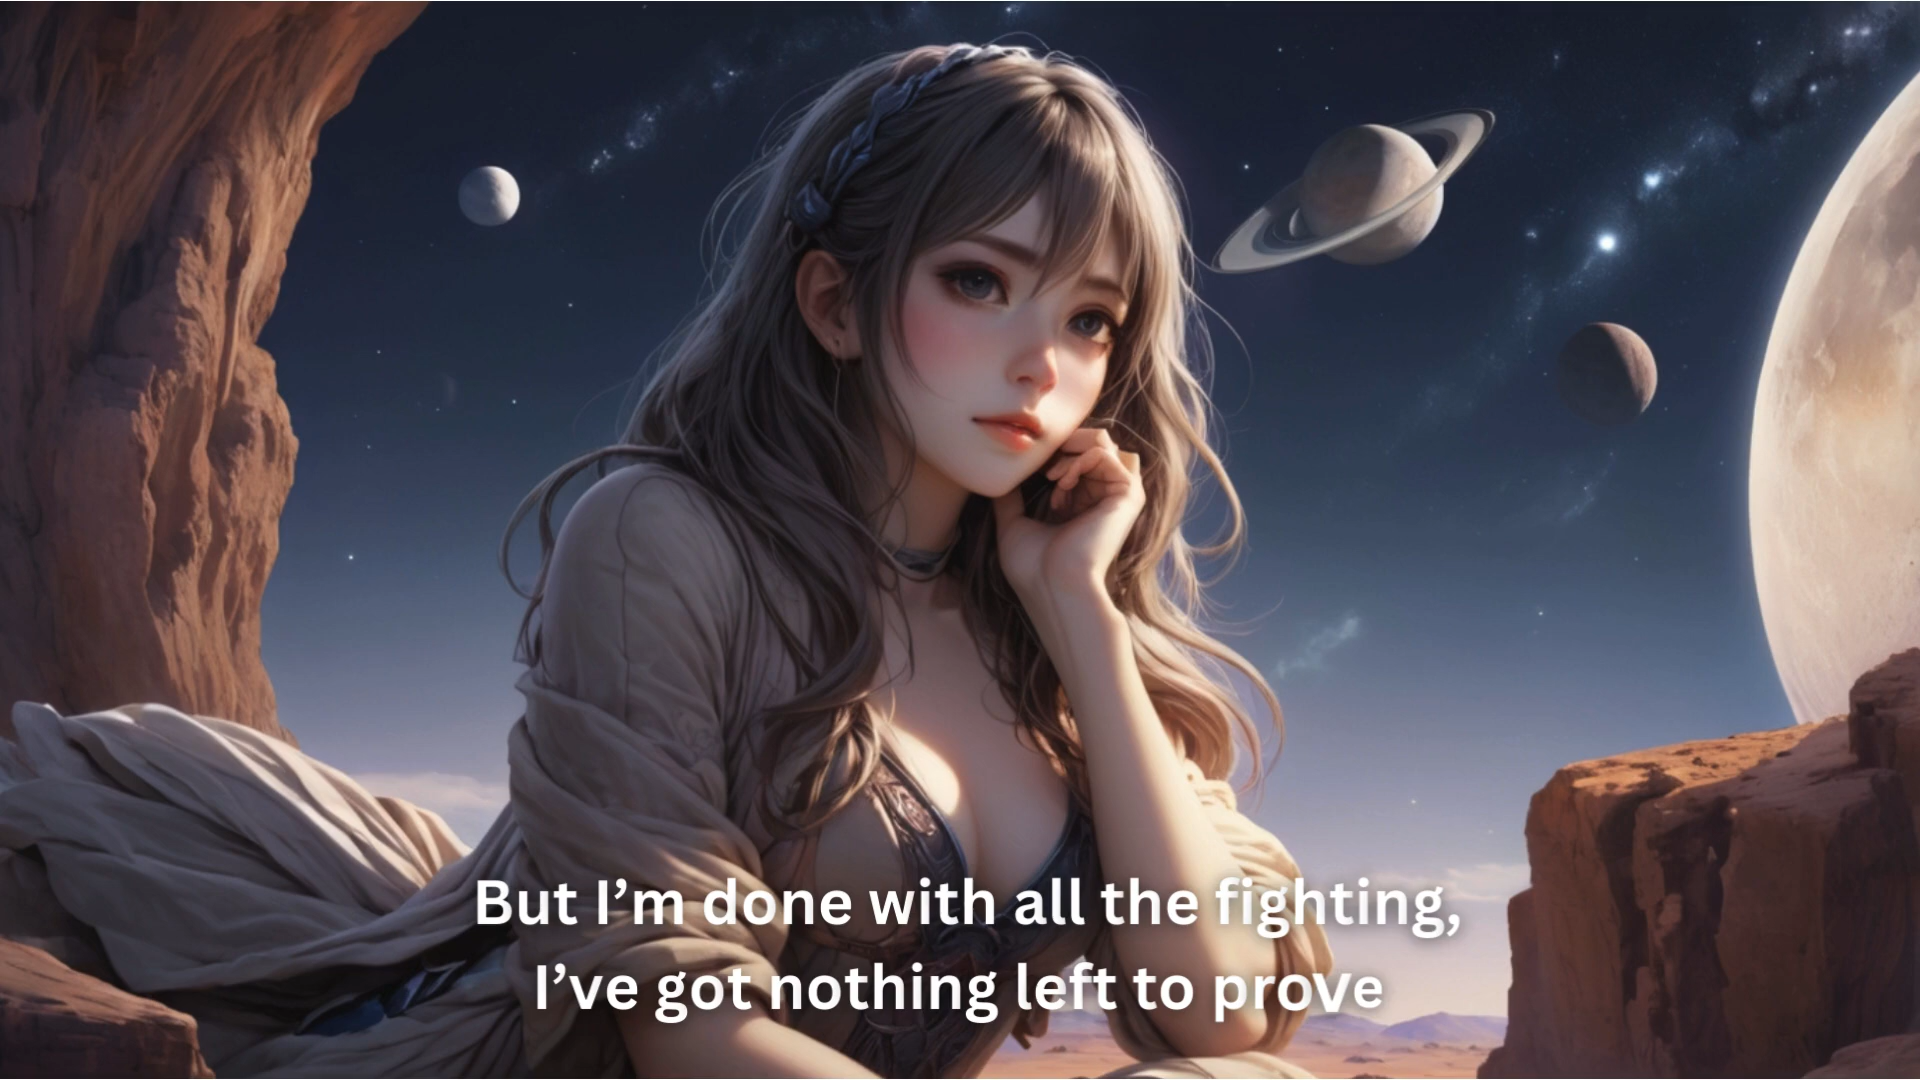 But I’m done with all the fighting,
I’ve got nothing left to prove